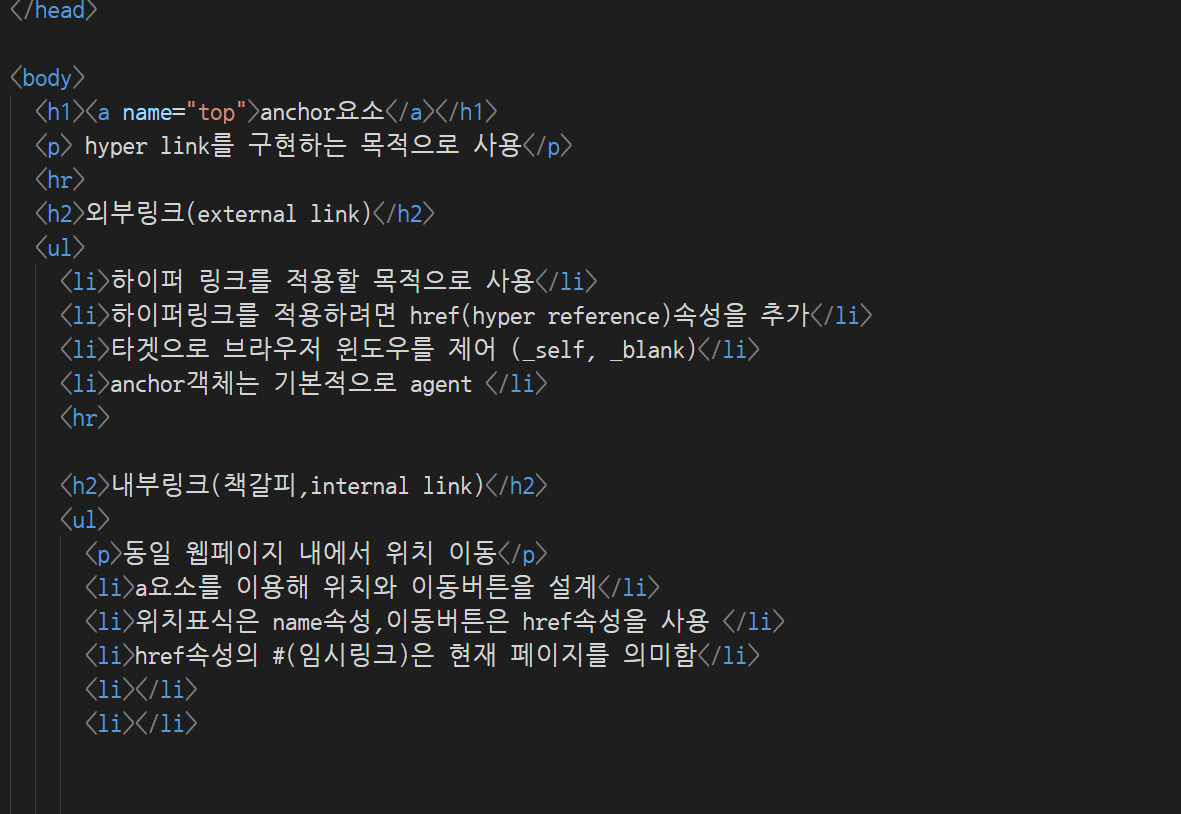 </head>
<body>
<h1><a name="top">anchor요소</a></h1>
<p> hyper link를 구현하는 목적으로 사용</p>
<hr>
<h2>외부링크(external link)</h2>
<ul>
<li>하이퍼 링크를 적용할 목적으로 사용</li>
<li>하이퍼링크를 적용하려면 href(hyper reference)속성을 추가</li>
<li>타겟으로 브라우저 윈도우를 제어 (_self, _blank)</li>
<li>anchor객체는 기본적으로 agent </li>
<hr>
<h2>내부링크(책갈피,internal link)</h2>
<ul>
<p>동일 웹페이지 내에서 위치 이동</p>
<li>a요소를 이용해 위치와 이동버튼을 설계</li>
<li>위치표식은 name속성,이동버튼은 href속성을 사용 </li>
<li>href속성의 #(임시링크)은 현재 페이지를 의미함</li>
<li></li>
<li></li>